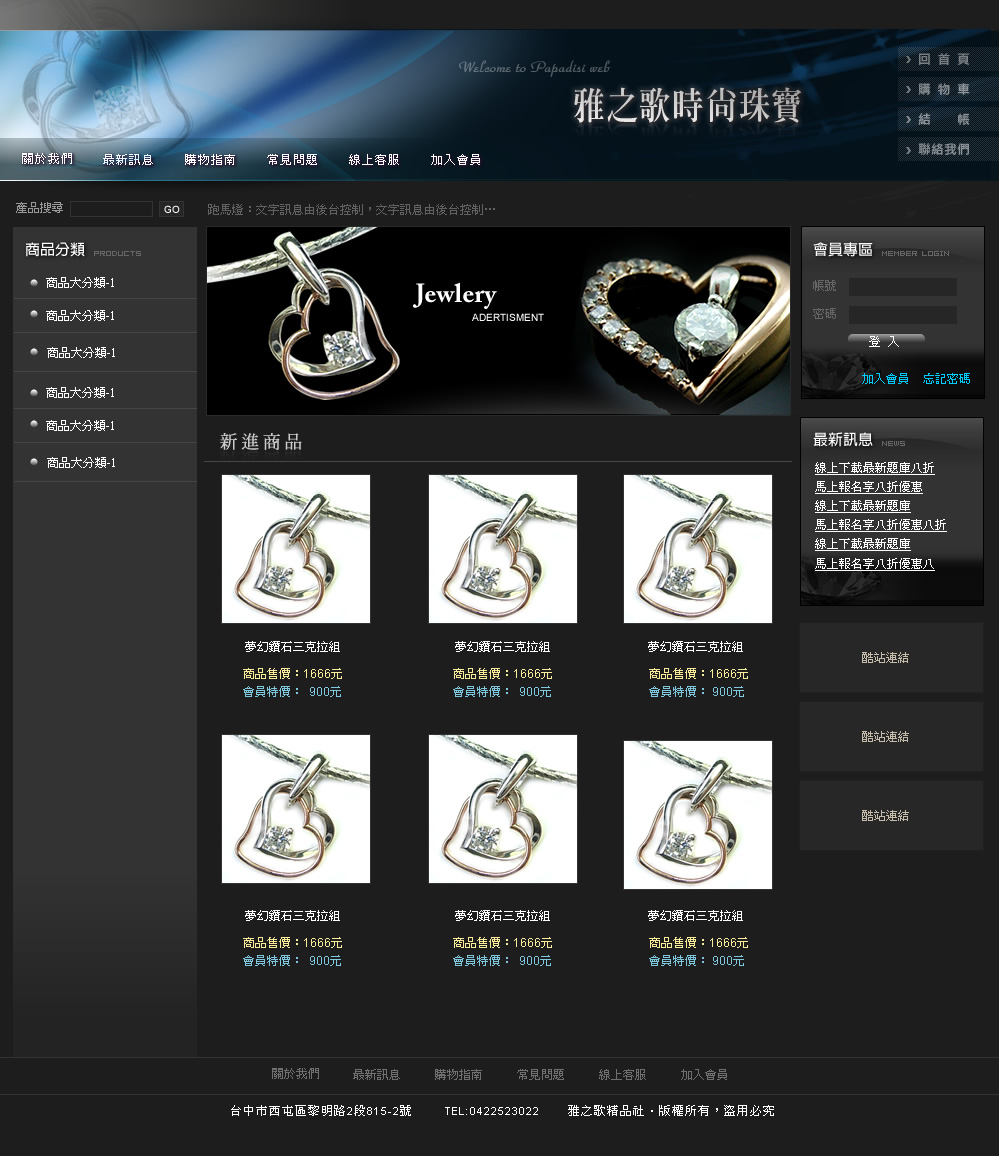 Welcome to Papadisi web
雅之歌時尚珠寶
› 回首頁
› 購物車
› 結帳
› 聯絡我們
關於我們 最新訊息 購物指南 常見問題 線上客服 加入會員
產品搜尋 GO
跑馬燈：文字訊息由後台控制，文字訊息由後台控制…
商品分類 PRODUCTS
商品大分類-1
商品大分類-1
商品大分類-1
商品大分類-1
商品大分類-1
商品大分類-1
Jewlery
ADERTISMENT
新進商品
夢幻鑽石三克拉組 夢幻鑽石三克拉組 夢幻鑽石三克拉組
商品售價：1666元 商品售價：1666元 商品售價：1666元
會員特價： 900元 會員特價： 900元 會員特價： 900元
夢幻鑽石三克拉組 夢幻鑽石三克拉組 夢幻鑽石三克拉組
商品售價：1666元 商品售價：1666元 商品售價：1666元
會員特價： 900元 會員特價： 900元 會員特價： 900元
會員專區 MEMBER LOGIN
帳號
密碼
登 入
加入會員 忘記密碼
最新訊息 NEWS
線上下載最新題庫八折
馬上報名享八折優惠
線上下載最新題庫
馬上報名享八折優惠八折
線上下載最新題庫
馬上報名享八折優惠八
酷站連結
酷站連結
酷站連結
關於我們 最新訊息 購物指南 常見問題 線上客服 加入會員
台中市西屯區黎明路2段815-2號 TEL:0422523022 雅之歌精品社・版權所有，盜用必究